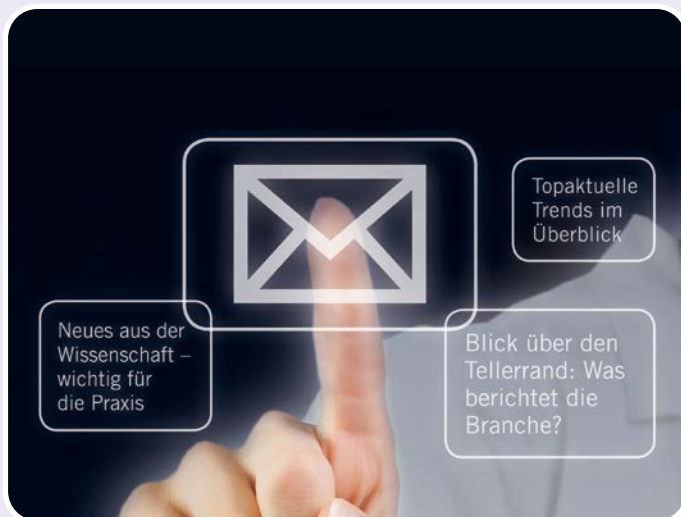 Topaktuelle
Trends im
Überblick
Neues aus der
Wissenschaft –
wichtig für
die Praxis
Blick über den
Tellerrand: Was
berichtet die
Branche?